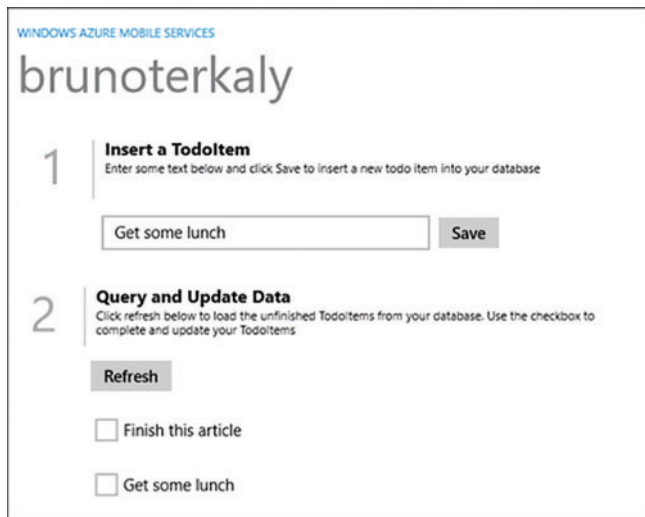 WINDOWS AZURE MOBILE SERVICES
brunoterkaly
1
Insert a TodoItem
Enter some text below and click Save to insert a new todo item into your database
Get some lunch
Save
2
Query and Update Data
Click refresh below to load the unfinished TodoItems from your database. Use the checkbox to
complete and update your TodoItems
Refresh
Finish this article
Get some lunch